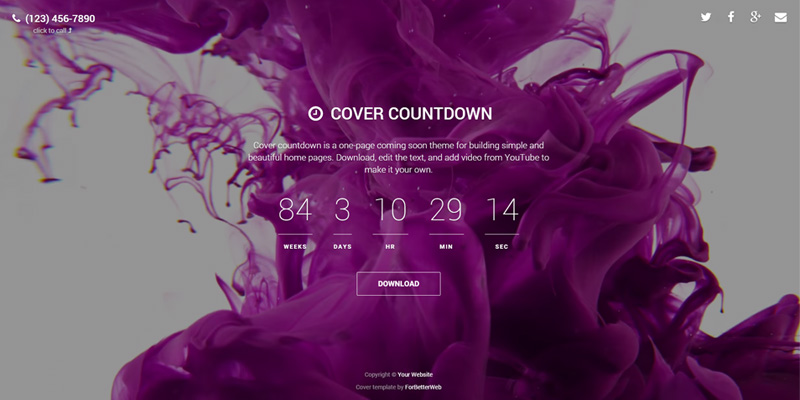 (123) 456-7890
click to call
COVER COUNTDOWN
Cover countdown is a one-page coming soon theme for building simple and
beautiful home pages. Download, edit the text, and add video from YouTube to
make it your own.
84 3 10 29 14
WEEKS DAYS HR MIN SEC
DOWNLOAD
Copyright © Your Website
Cover template by ForBetterWeb